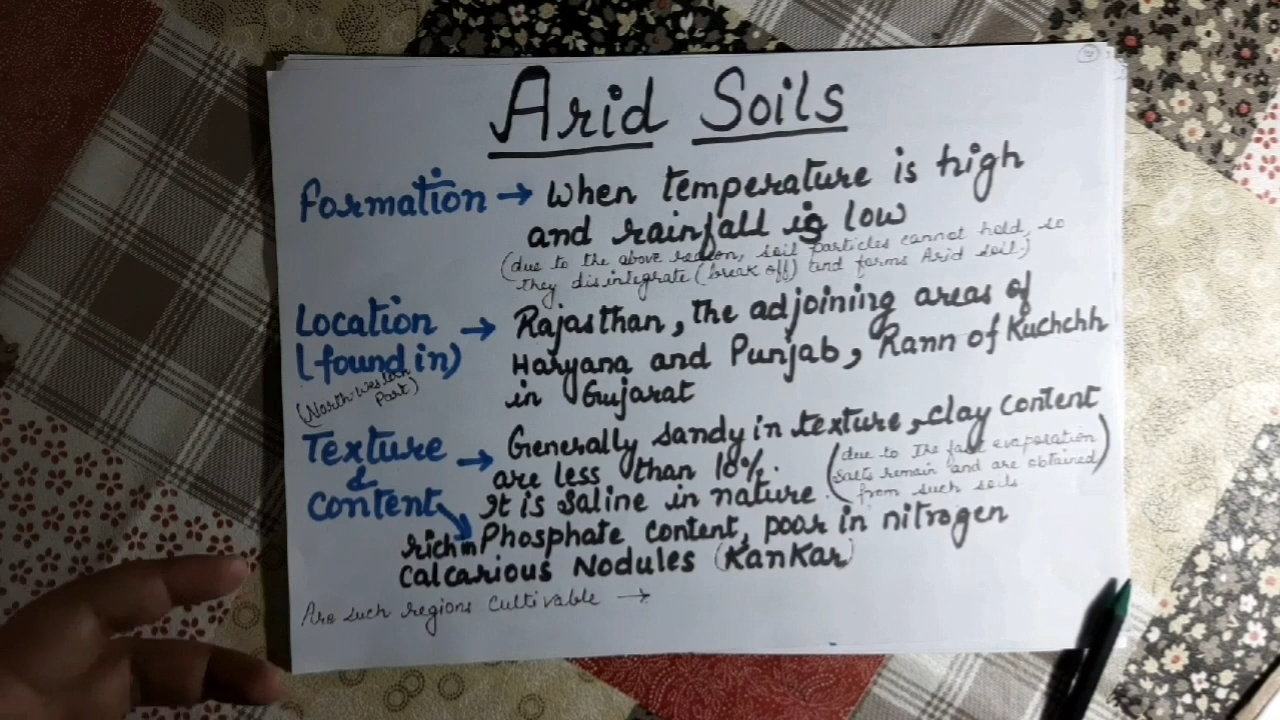 Arid Soils
Formation → When temperature is high
and rainfall is low
(due to the above reason, soil particles cannot hold, so
they disintegrate (break off) and forms Arid soil.)
Location → Rajasthan, the adjoining areas of
(found in) Haryana and Punjab, Rann of Kuchchh
in Gujarat
(North-Western
Part)
Texture → Generally sandy in texture, clay content
& are less than 10%.
(due to the fast evaporation
salts remain and are obtained
from such soils)
Content It is saline in nature
rich in Phosphate content, poor in nitrogen
Calcarious Nodules (Kankar)
Are such regions cultivable →